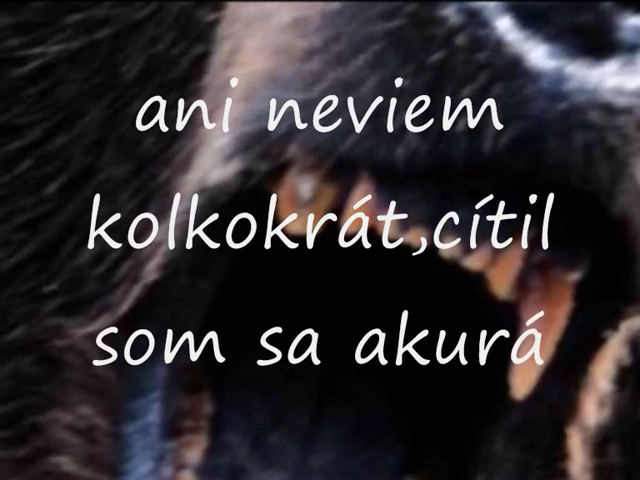 ani neviem
kolkokrát,cítil
som sa akurá